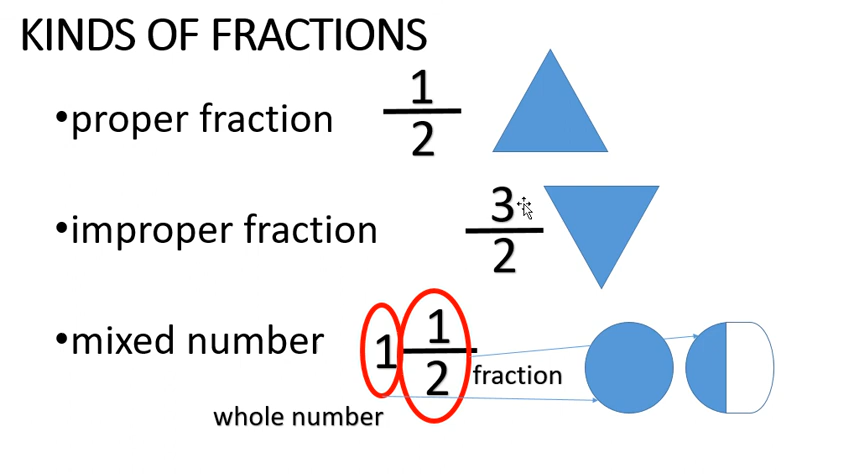 KINDS OF FRACTIONS
•proper fraction 1/2
•improper fraction 3/2
•mixed number 1 1/2
fraction
whole number